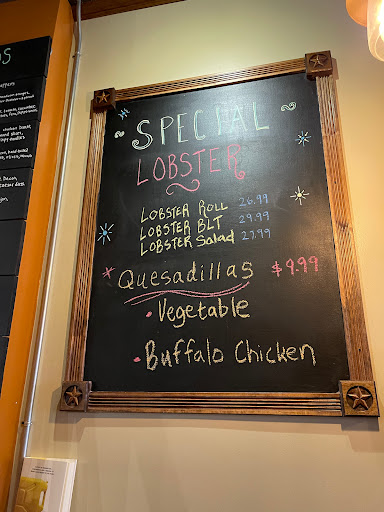 SPECIAL
LOBSTER
LOBSTER ROLL 26.99
LOBSTER BLT 29.99
LOBSTER Salad 27.99
Quesadillas $9.99
• Vegetable
• Buffalo Chicken